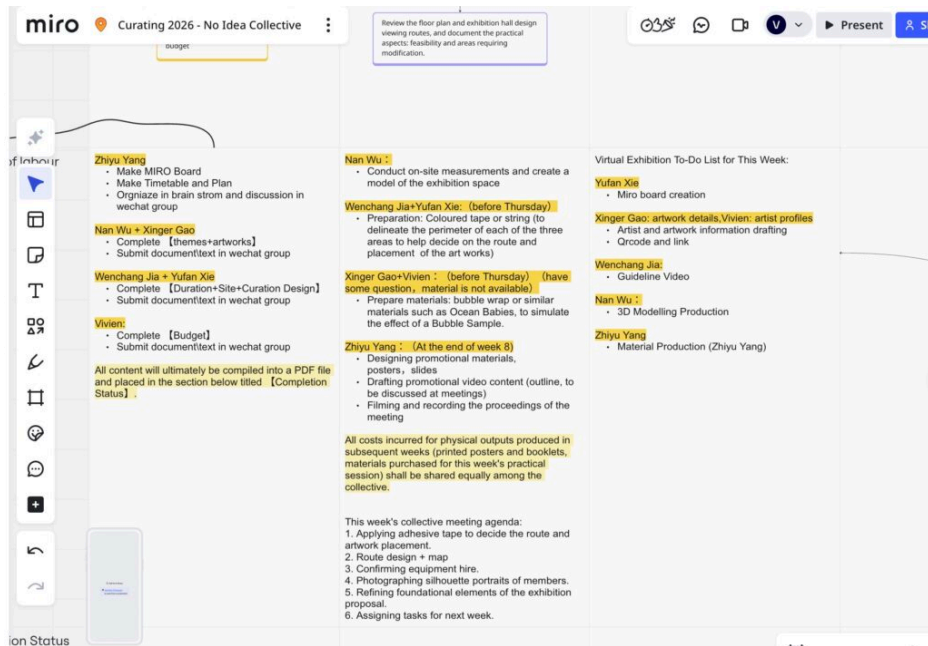 miro
Curating 2026 - No Idea Collective
V
Present
budget
Review the floor plan and exhibition hall design
viewing routes, and document the practical
aspects: feasibility and areas requiring
modification.
of labour
Zhiyu Yang
• Make MIRO Board
• Make Timetable and Plan
• Orgniaze in brain strom and discussion in
wechat group
Nan Wu + Xinger Gao
• Complete 【themes+artworks】
• Submit document\text in wechat group
Wenchang Jia + Yufan Xie
• Complete 【Duration+Site+Curation Design】
• Submit document\text in wechat group
Vivien:
• Complete 【Budget】
• Submit document\text in wechat group
All content will ultimately be compiled into a PDF file
and placed in the section below titled 【Completion
Status】.
Nan Wu：
• Conduct on-site measurements and create a
model of the exhibition space
Wenchang Jia+Yufan Xie:（before Thursday）
• Preparation: Coloured tape or string (to
delineate the perimeter of each of the three
areas to help decide on the route and
placement of the art works)
Xinger Gao+Vivien：（before Thursday）（have
some question，material is not available）
• Prepare materials: bubble wrap or similar
materials such as Ocean Babies, to simulate
the effect of a Bubble Sample.
Zhiyu Yang：（At the end of week 8)
• Designing promotional materials,
posters，slides
• Drafting promotional video content (outline, to
be discussed at meetings)
• Filming and recording the proceedings of the
meeting
All costs incurred for physical outputs produced in
subsequent weeks (printed posters and booklets,
materials purchased for this week's practical
session) shall be shared equally among the
collective.
This week's collective meeting agenda:
1. Applying adhesive tape to decide the route and
artwork placement.
2. Route design + map
3. Confirming equipment hire.
4. Photographing silhouette portraits of members.
5. Refining foundational elements of the exhibition
proposal.
6. Assigning tasks for next week.
Virtual Exhibition To-Do List for This Week:
Yufan Xie
• Miro board creation
Xinger Gao: artwork details,Vivien: artist profiles
• Artist and artwork information drafting
• Qrcode and link
Wenchang Jia:
• Guideline Video
Nan Wu：
• 3D Modelling Production
Zhiyu Yang
• Material Production (Zhiyu Yang)
ion Status